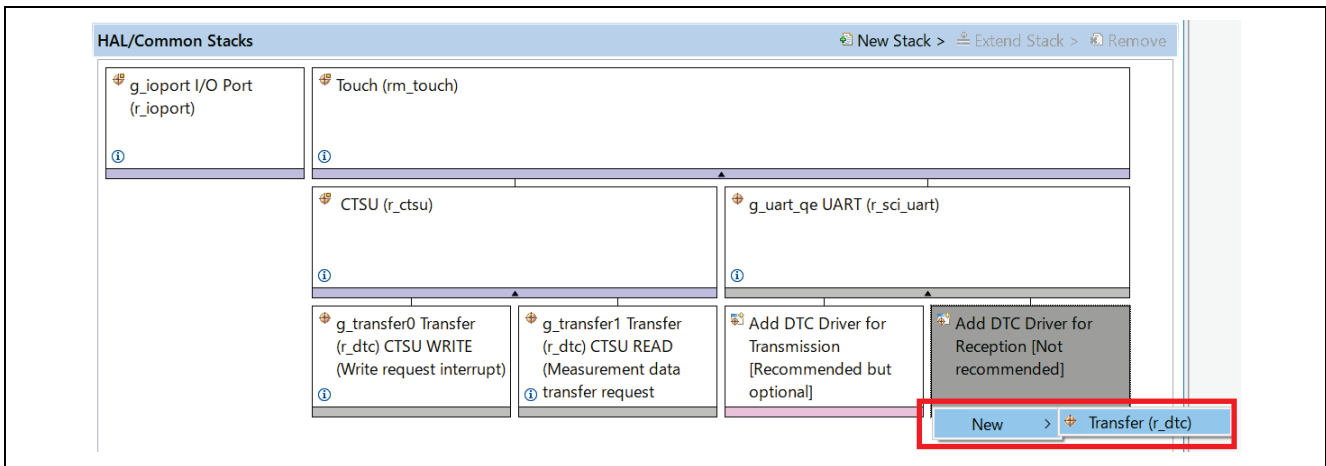 HAL/Common Stacks
New Stack > Extend Stack > Remove
g_ioport I/O Port
(r_ioport)
Touch (rm_touch)
CTSU (r_ctsu)
g_uart_qe UART (r_sci_uart)
g_transfer0 Transfer
(r_dtc) CTSU WRITE
(Write request interrupt)
g_transfer1 Transfer
(r_dtc) CTSU READ
(Measurement data
transfer request
Add DTC Driver for
Transmission
[Recommended but
optional]
Add DTC Driver for
Reception [Not
recommended]
New > Transfer (r_dtc)